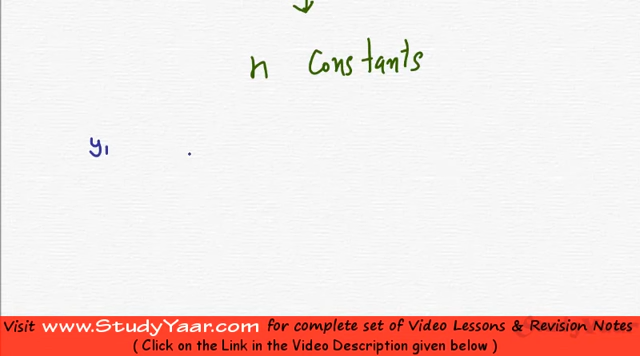 n Constants
y1 .
Visit www.StudyYaar.com for complete set of Video Lessons & Revision Notes
( Click on the Link in the Video Description given below )